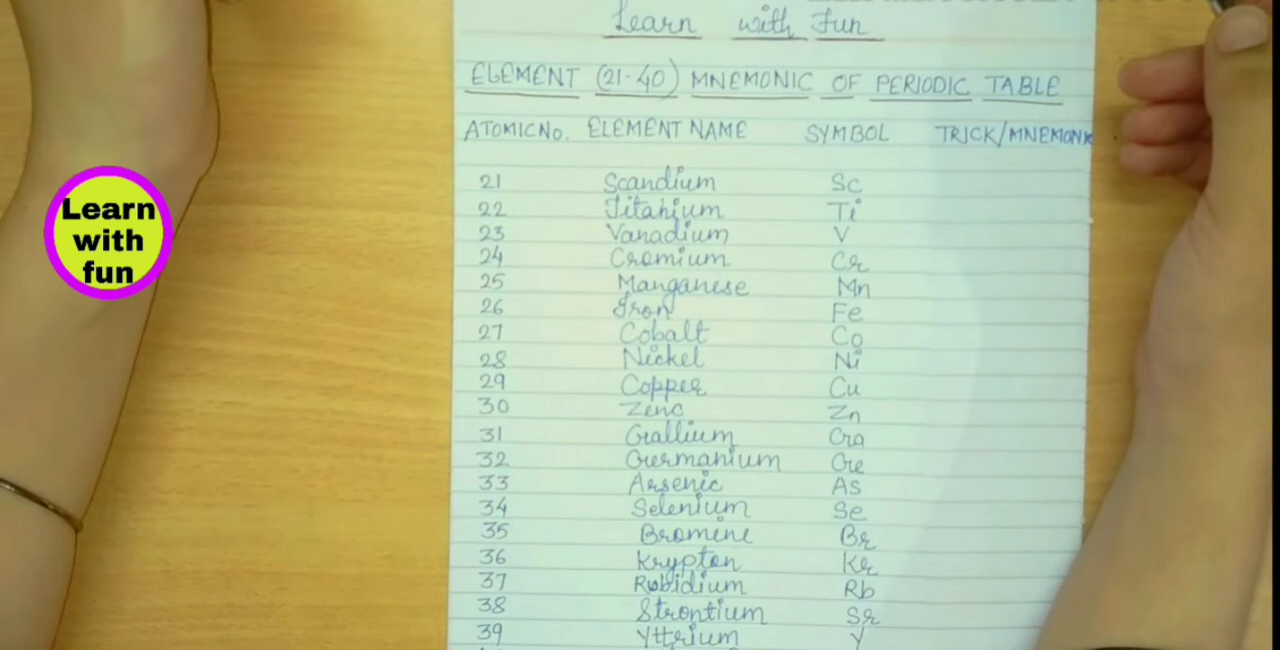 Learn with Fun
ELEMENT (21-40) MNEMONIC OF PERIODIC TABLE
ATOMIC NO. ELEMENT NAME SYMBOL TRICK/MNEMONIC
21 Scandium Sc
22 Titanium Ti
23 Vanadium V
24 Cromium Cr
25 Manganese Mn
26 Iron Fe
27 Cobalt Co
28 Nickel Ni
29 Copper Cu
30 Zenc Zn
31 Gallium Ga
32 Germanium Ge
33 Arsenic As
34 Selenium Se
35 Bromine Br
36 Krypton Kr
37 Rubidium Rb
38 Strontium Sr
39 Yttrium Y
Learn
with
fun